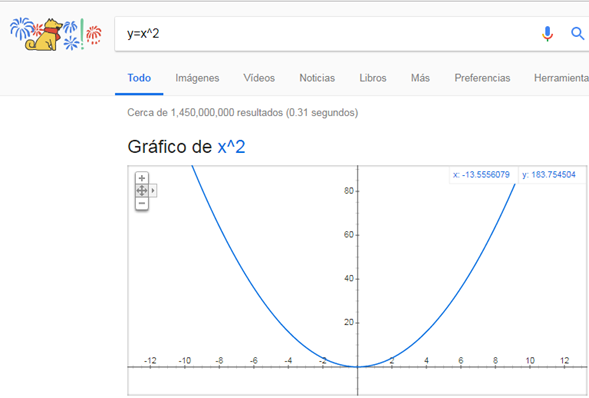 y=x^2
Todo Imágenes Vídeos Noticias Libros Más Preferencias Herramienta
Cerca de 1,450,000,000 resultados (0.31 segundos)
Gráfico de x^2
x: -13.5556079 y: 183.754504
80
60
40
20
-12 -10 -8 -6 -4 -2 2 4 6 8 10 12